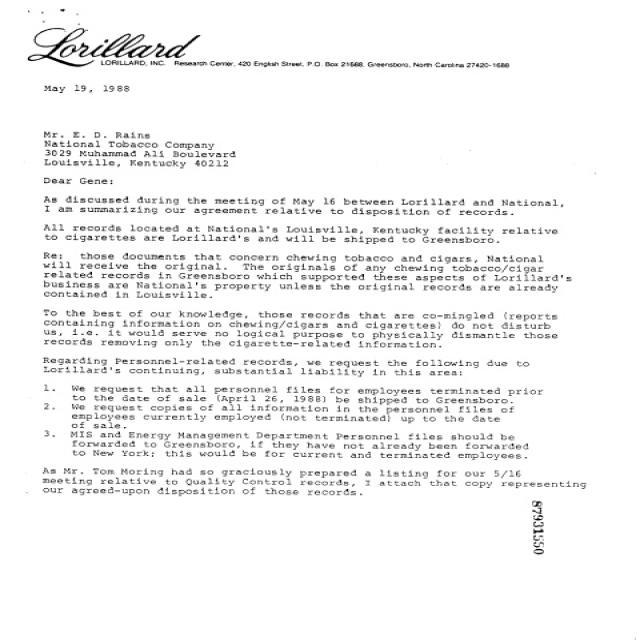 Lorillard
LORILLARD, INC. Research Center, 420 English Street, P.O. Box 21688, Greensboro, North Carolina 27420-1688
May 19, 1988
Mr. E. D. Rains
National Tobacco Company
3029 Muhammad Ali Boulevard
Louisville, Kentucky 40212
Dear Gene:
As discussed during the meeting of May 16 between Lorillard and National,
I am summarizing our agreement relative to disposition of records.
All records located at National's Louisville, Kentucky facility relative
to cigarettes are Lorillard's and will be shipped to Greensboro.
Re: those documents that concern chewing tobacco and cigars, National
will receive the original. The originals of any chewing tobacco/cigar
related records in Greensboro which supported these aspects of Lorillard's
business are National's property unless the original records are already
contained in Louisville.
To the best of our knowledge, those records that are co-mingled (reports
containing information on chewing/cigars and cigarettes) do not disturb
us, i.e. it would serve no logical purpose to physically dismantle those
records removing only the cigarette-related information.
Regarding Personnel-related records, we request the following due to
Lorillard's continuing, substantial liability in this area:
1. We request that all personnel files for employees terminated prior
to the date of sale (April 26, 1988) be shipped to Greensboro.
2. We request copies of all information in the personnel files of
employees currently employed (not terminated) up to the date
of sale.
3. MIS and Energy Management Department Personnel files should be
forwarded to Greensboro, if they have not already been forwarded
to New York; this would be for current and terminated employees.
As Mr. Tom Moring had so graciously prepared a listing for our 5/16
meeting relative to Quality Control records, I attach that copy representing
our agreed-upon disposition of those records.
87931550